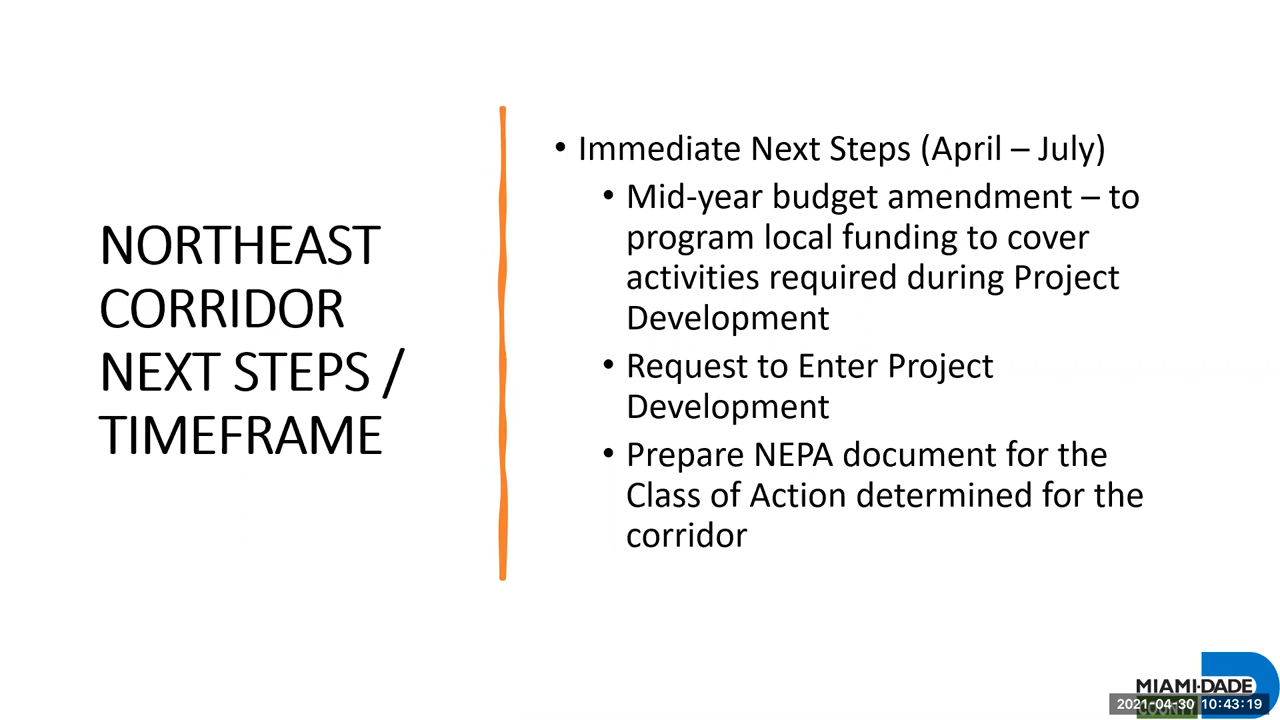 NORTHEAST
CORRIDOR
NEXT STEPS /
TIMEFRAME
• Immediate Next Steps (April – July)
• Mid-year budget amendment – to
program local funding to cover
activities required during Project
Development
• Request to Enter Project
Development
• Prepare NEPA document for the
Class of Action determined for the
corridor
MIAMI-DADE
COUNTY
2021-04-30 10:43:19